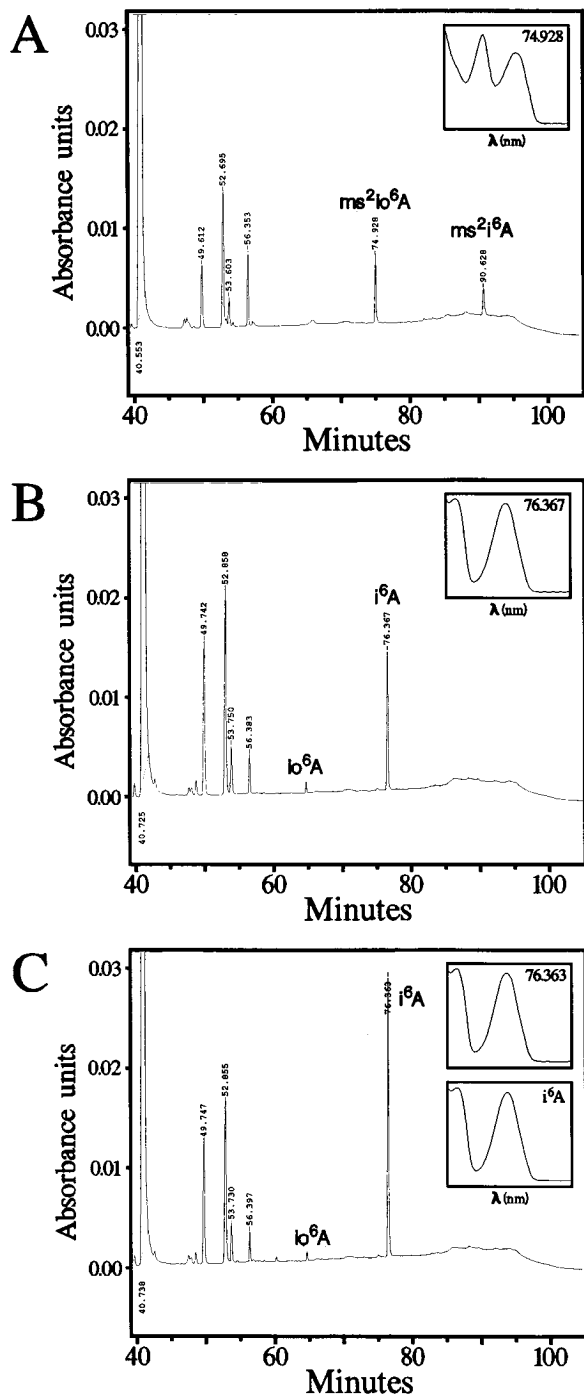 A
Absorbance units
0.03
0.02
0.01
0.00
40.553
49.612
52.695
53.603
56.353
ms²io⁶A
74.928
ms²i⁶A
90.628
74.928
λ (nm)
40 60 80 100
Minutes
B
Absorbance units
0.03
0.02
0.01
0.00
40.725
49.742
52.858
53.750
56.383
io⁶A
i⁶A
76.367
76.367
λ (nm)
40 60 80 100
Minutes
C
Absorbance units
0.03
0.02
0.01
0.00
40.738
49.747
52.855
53.730
56.397
io⁶A
76.363
i⁶A
76.363
i⁶A
λ (nm)
40 60 80 100
Minutes